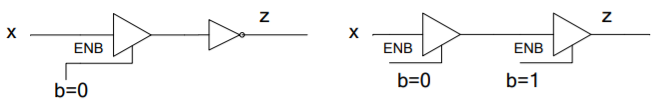 x ENB z
b=0
x ENB ENB z
b=0 b=1